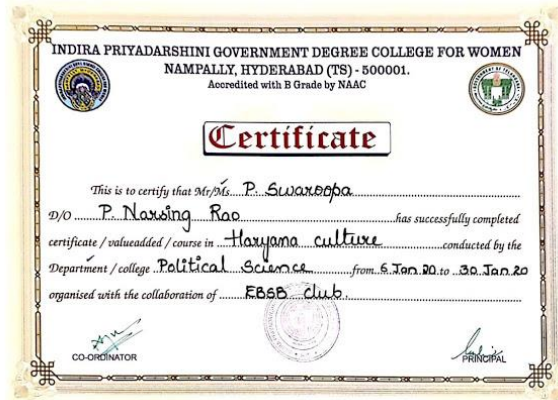 INDIRA PRIYADARSHINI GOVERNMENT DEGREE COLLEGE FOR WOMEN
NAMPALLY, HYDERABAD (TS) - 500001.
Accredited with B Grade by NAAC
Certificate
This is to certify that Mr/Ms P. Swaroopa
D/O P. Narsing Rao has successfully completed
certificate / valueadded / course in Haryana culture conducted by the
Department / college Political Science from 6 Jan 20 to 30 Jan 20
organised with the collaboration of EBSB club.
CO-ORDINATOR
PRINCIPAL